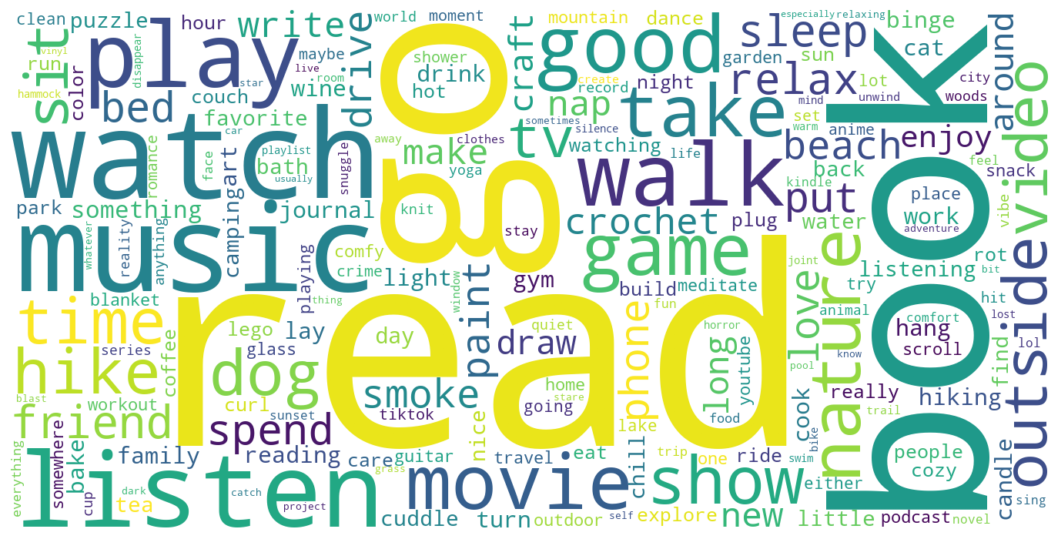 clean puzzle hour write
vinyl
run
sit
color
disappear
play
star
live
room
maybe
wine
drive
shower
drink
hot
go
craft
good
sleep
especially relaxing
mountain dance
garden
sun
binge
cat
world moment
bed
couch
favorite
hammock
car
watch
playlist
usually
bath
face
romance
snuggle
away
make
clothes
yoga
sometimes
silence
record
create
night
nap
tv
watching
life
take
relax
mind
set
warm
lot
unwind
anime
city
woods
around
beach
enjoy
feel
snack
back
kindle
put
video
park something
journal
campingart
knit
stay
walk
crochet
plug
water
place
work
adventure
vibe
book
music
whatever
reality
anything
comfy
crime
light
gym
game
build
meditate
nature
joint
listening
try
bit
rot
animal
outside
time
blanket
series
coffee
playing
thing
lego
lay
glass
read
day
paint
window
draw
quiet
fun
phone
horror
long
youtube
love
hit
lost
comfort
hang
scroll
lol
find
hike
dog
workout
curl
sunset
smoke
tiktok
home
stare
going
food
pool
know
really
hiking
trail
blast
friend
spend
nice
lake
cook
like
everything
somewhere
bake
family
reading
care
guitar
grass
travel
eat
chill
trip
one
ride
swim
either
people
cozy
candle
sing
cup
dark
tea
listen
catch
project
cuddle
movie
turn
outdoor
self
explore
show
new
little
podcast
novel